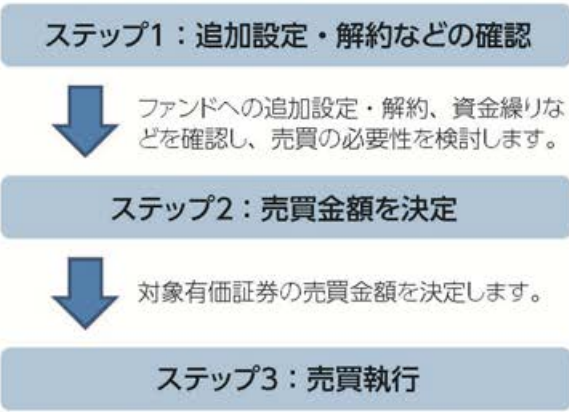 ステップ1：追加設定・解約などの確認
ファンドへの追加設定・解約、資金繰りな
どを確認し、売買の必要性を検討します。
ステップ2：売買金額を決定
対象有価証券の売買金額を決定します。
ステップ3：売買執行